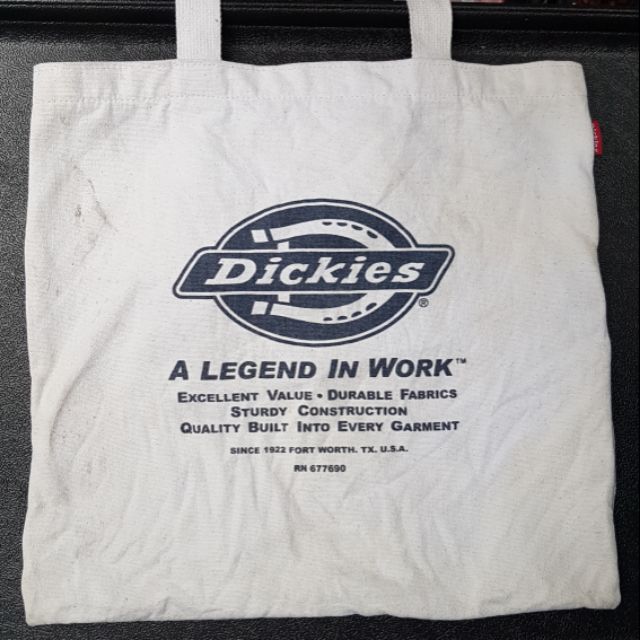 Dickies
®
A LEGEND IN WORK™
EXCELLENT VALUE • DURABLE FABRICS
STURDY CONSTRUCTION
QUALITY BUILT INTO EVERY GARMENT
SINCE 1922 FORT WORTH. TX. U.S.A.
RN 677690